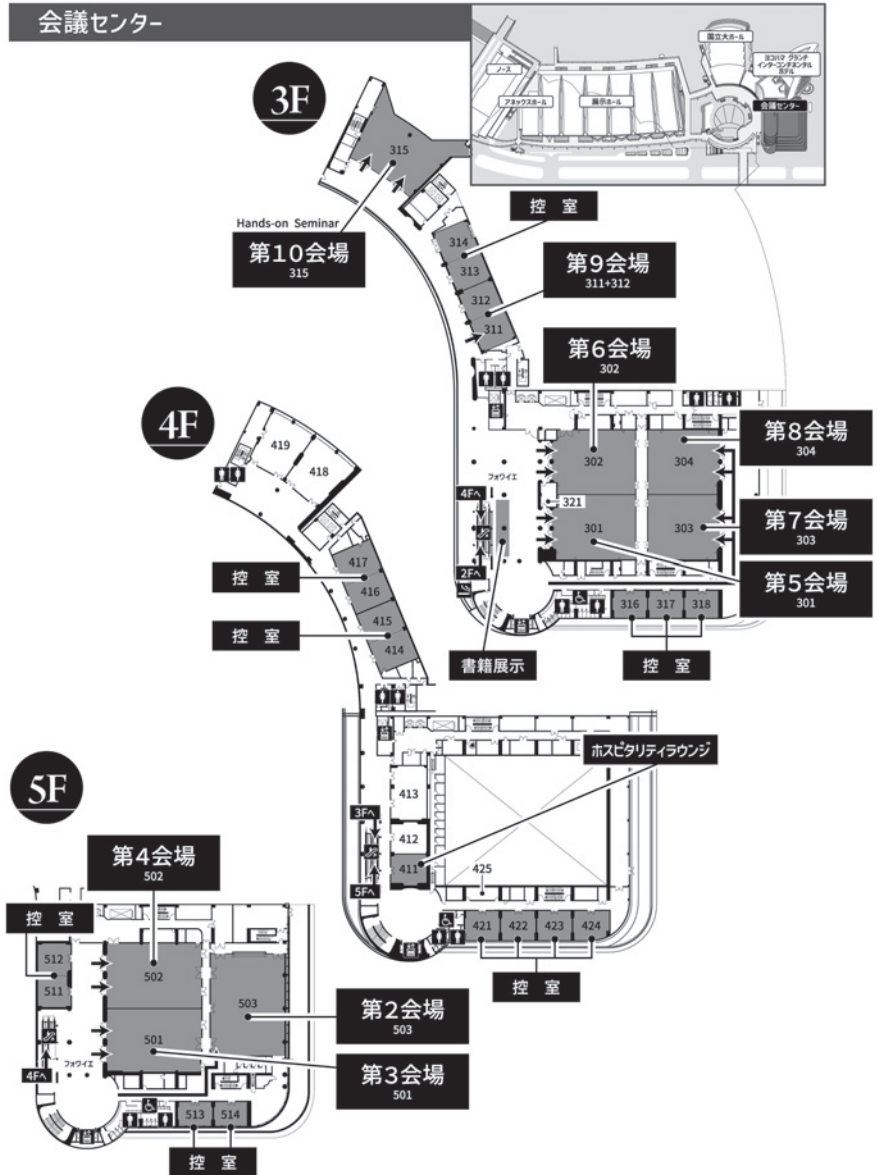 会議センター
国立大ホール
ヨコハマ グランド
インターコンチネンタル
ホテル
ノース
アネックスホール
展示ホール
会議センター
3F
315
Hands-on Seminar
第10会場
315
控 室
314
313
312
311
第9会場
311+312
第6会場
302
第8会場
304
302
304
フォワイエ
4Fへ
321
301
303
第7会場
303
2Fへ
第5会場
301
316
317
318
書籍展示
控 室
4F
419
418
417
416
控 室
415
414
控 室
ホスピタリティラウンジ
413
3Fへ
412
411
425
5Fへ
421
422
423
424
控 室
5F
第4会場
502
控 室
512
511
502
503
第2会場
503
501
フォワイエ
4Fへ
第3会場
501
513
514
控 室